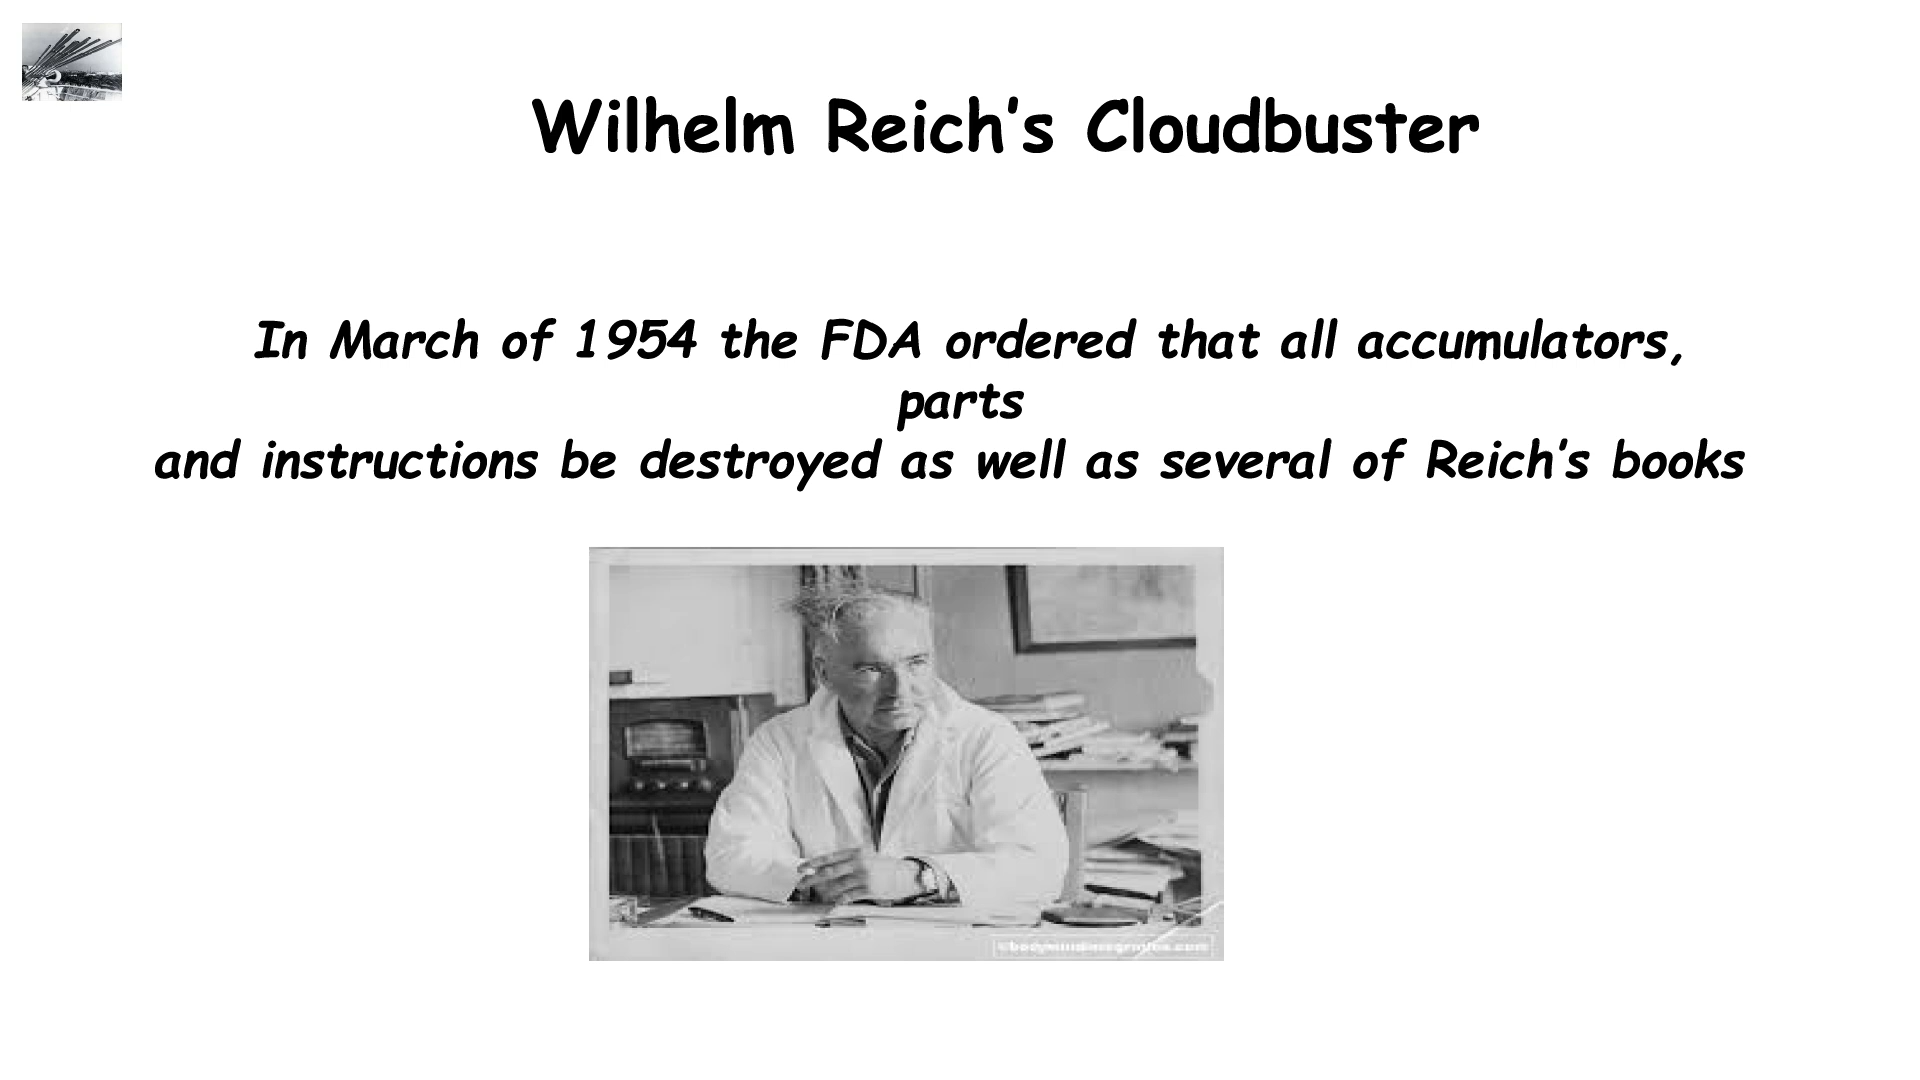 Wilhelm Reich’s Cloudbuster
In March of 1954 the FDA ordered that all accumulators,
parts
and instructions be destroyed as well as several of Reich’s books